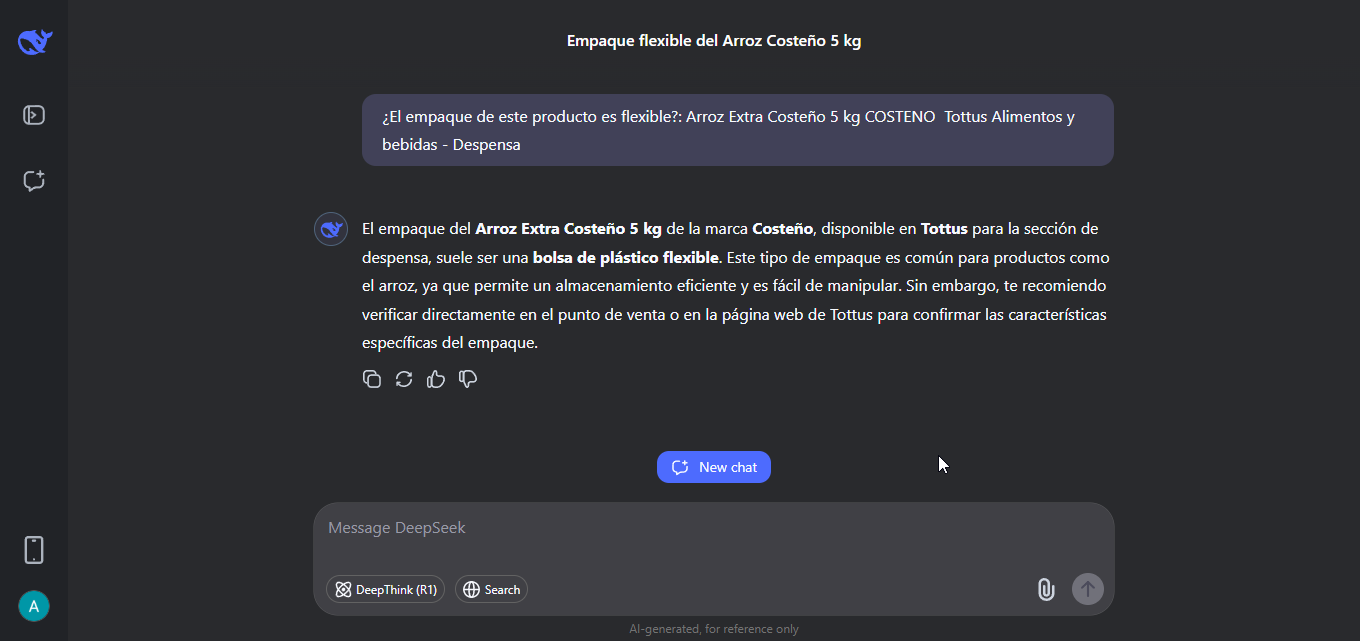 Empaque flexible del Arroz Costeño 5 kg
¿El empaque de este producto es flexible?: Arroz Extra Costeño 5 kg COSTENO  Tottus Alimentos y
bebidas - Despensa
El empaque del Arroz Extra Costeño 5 kg de la marca Costeño, disponible en Tottus para la sección de
despensa, suele ser una bolsa de plástico flexible. Este tipo de empaque es común para productos como
el arroz, ya que permite un almacenamiento eficiente y es fácil de manipular. Sin embargo, te recomiendo
verificar directamente en el punto de venta o en la página web de Tottus para confirmar las características
específicas del empaque.
New chat
Message DeepSeek
DeepThink (R1)
Search
A
AI-generated, for reference only